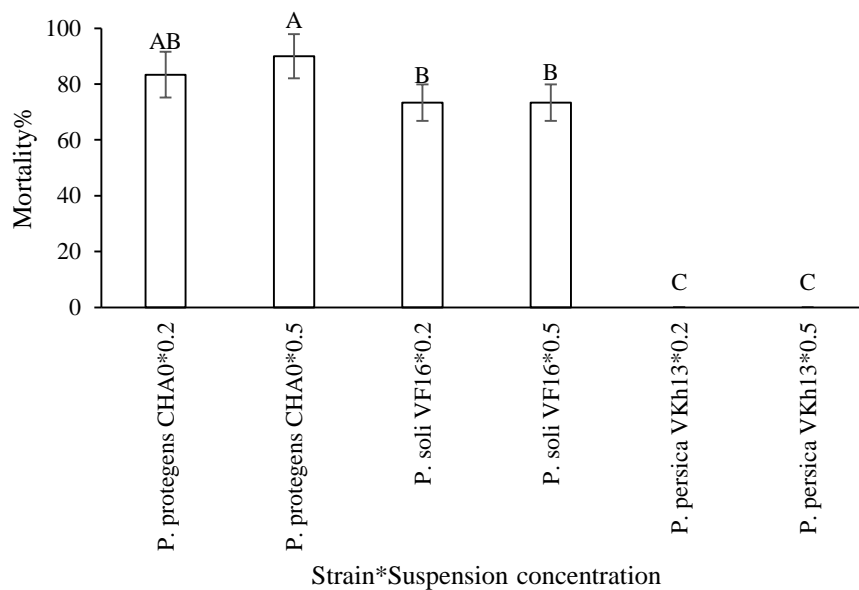 Mortality%
100
80
60
40
20
0
AB
A
B
B
C
C
P. protegens CHA0*0.2
P. protegens CHA0*0.5
P. soli VF16*0.2
P. soli VF16*0.5
P. persica VKh13*0.2
P. persica VKh13*0.5
Strain*Suspension concentration